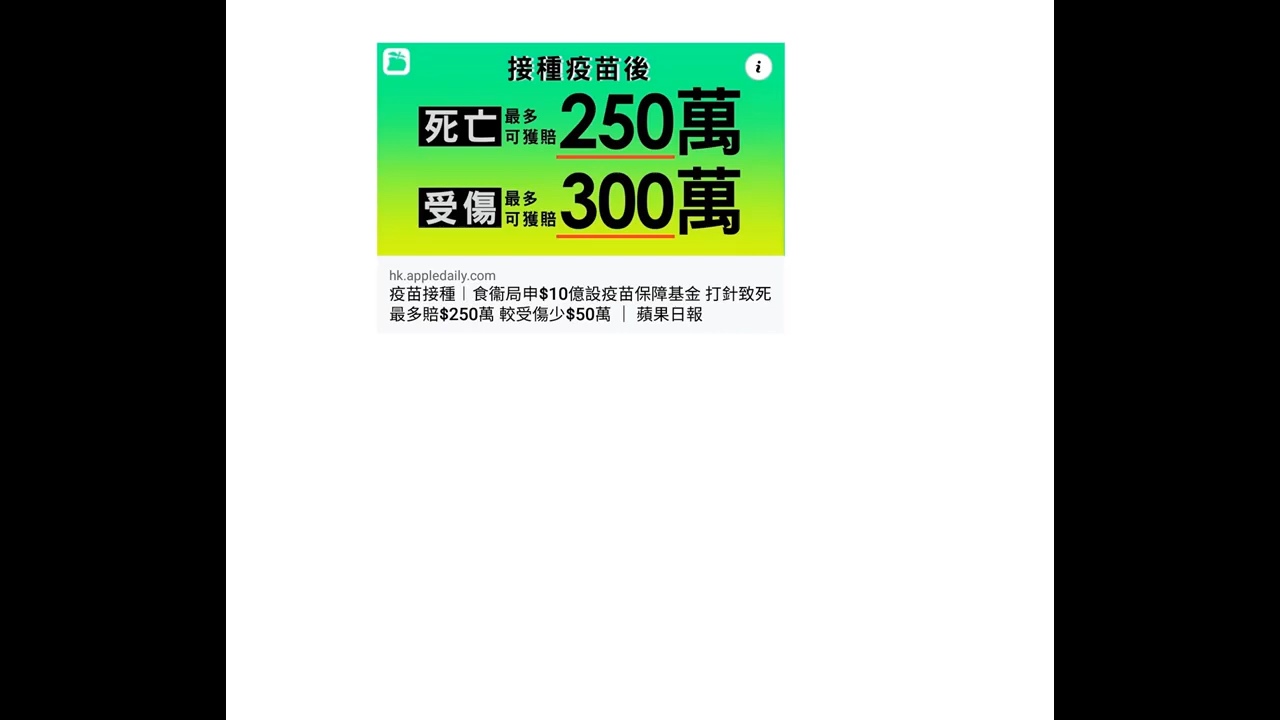 接種疫苗後
死亡 最多可獲賠 250萬
受傷 最多可獲賠 300萬
hk.appledaily.com
疫苗接種︱食衞局申$10億設疫苗保障基金 打針致死
最多賠$250萬 較受傷少$50萬 ︱ 蘋果日報